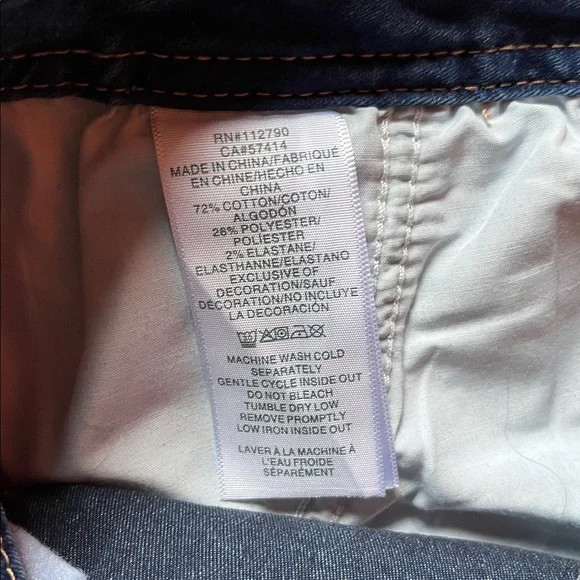 RN#112790
CA#57414
MADE IN CHINA/FABRIQUÉ
EN CHINE/HECHO EN
CHINA
72% COTTON/COTON/
ALGODÓN
26% POLYESTER/
POLIESTER
2% ELASTANE/
ELASTHANNE/ELASTANO
EXCLUSIVE OF
DECORATION/SAUF
DÉCORATION/NO INCLUYE
LA DECORACIÓN
MACHINE WASH COLD
SEPARATELY
GENTLE CYCLE INSIDE OUT
DO NOT BLEACH
TUMBLE DRY LOW
REMOVE PROMPTLY
LOW IRON INSIDE OUT
LAVER À LA MACHINE À
L'EAU FROIDE
SÉPARÉMENT